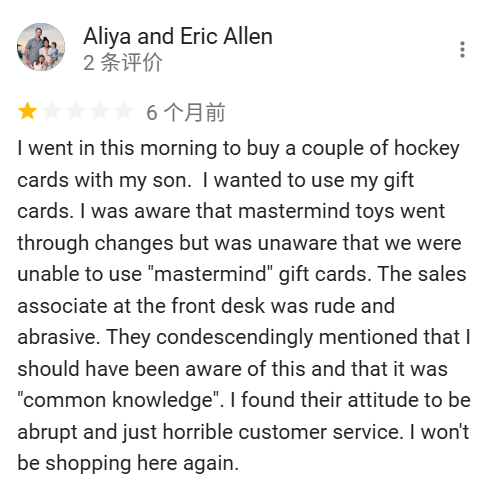 Aliya and Eric Allen
2 条评价
6 个月前
I went in this morning to buy a couple of hockey
cards with my son.  I wanted to use my gift
cards. I was aware that mastermind toys went
through changes but was unaware that we were
unable to use "mastermind" gift cards. The sales
associate at the front desk was rude and
abrasive. They condescendingly mentioned that I
should have been aware of this and that it was
"common knowledge". I found their attitude to be
abrupt and just horrible customer service. I won't
be shopping here again.